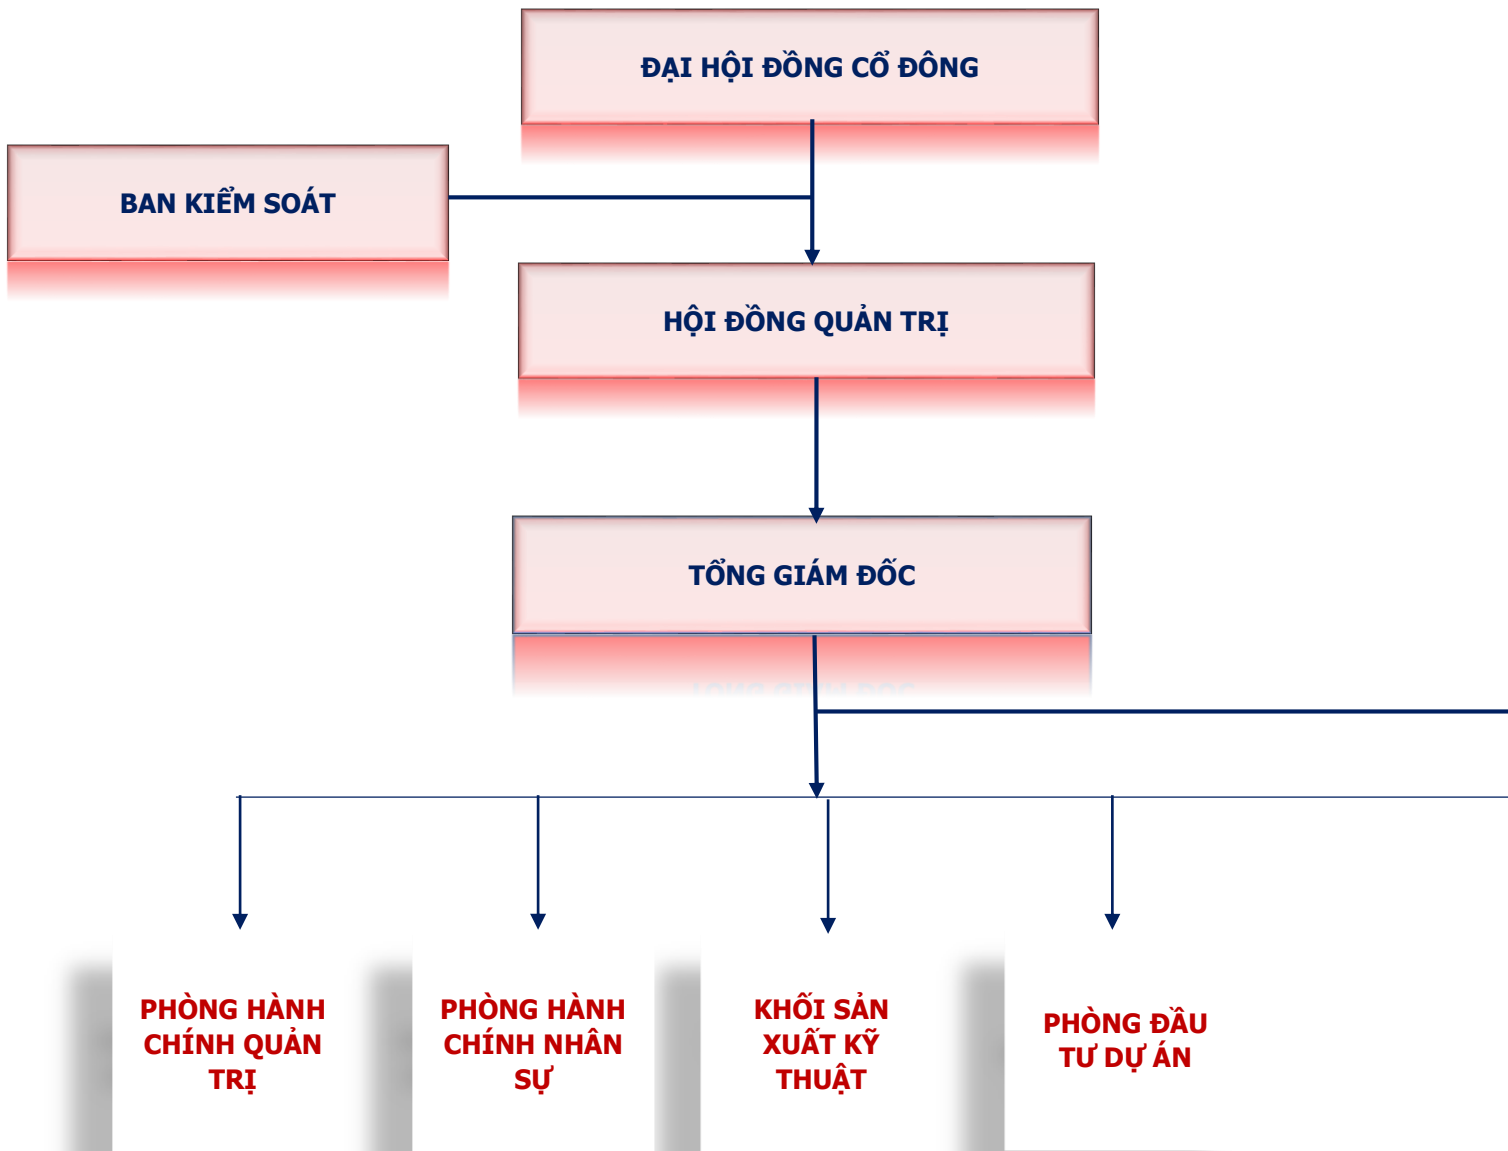 ĐẠI HỘI ĐỒNG CỔ ĐÔNG
BAN KIỂM SOÁT
HỘI ĐỒNG QUẢN TRỊ
TỔNG GIÁM ĐỐC
PHÒNG HÀNH
CHÍNH QUẢN
TRỊ
PHÒNG HÀNH
CHÍNH NHÂN
SỰ
KHỐI SẢN
XUẤT KỸ
THUẬT
PHÒNG ĐẦU
TƯ DỰ ÁN